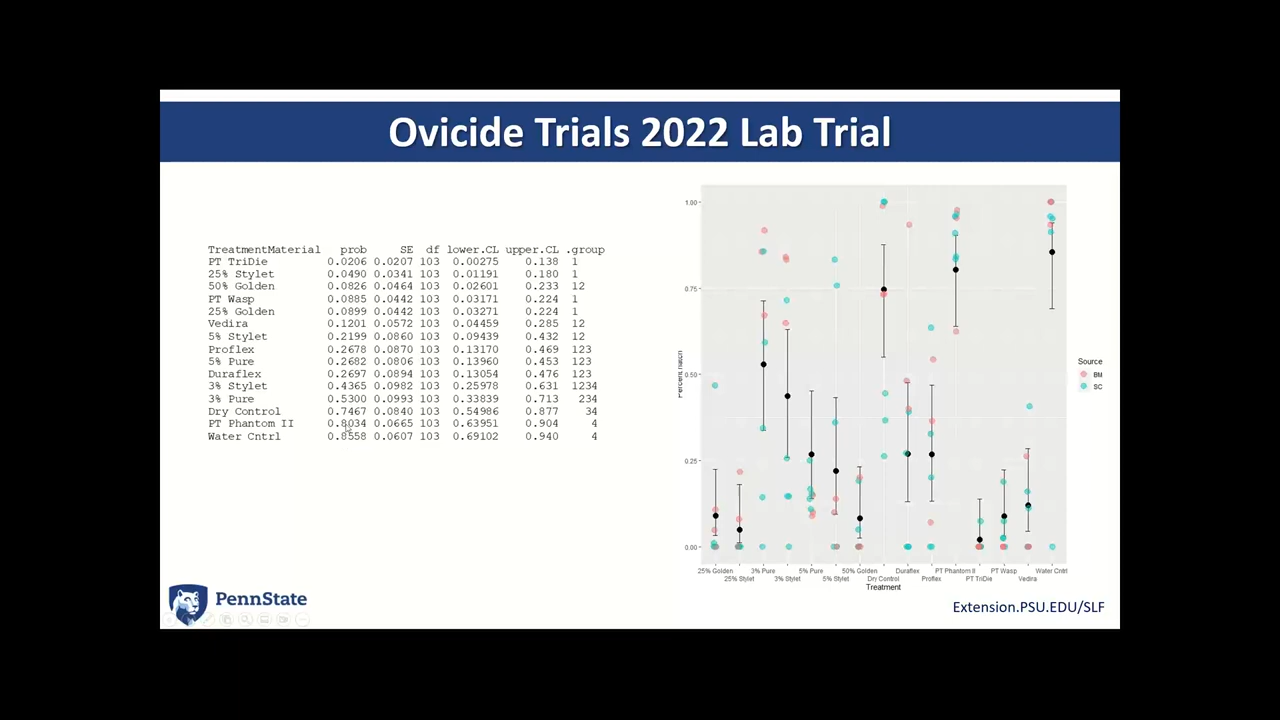 Ovicide Trials 2022 Lab Trial
TreatmentMaterial prob SE df lower.CL upper.CL .group
PT TriDie 0.0206 0.0207 103 0.00275 0.138 1
25% Stylet 0.0490 0.0341 103 0.01191 0.180 1
50% Golden 0.0826 0.0464 103 0.02601 0.233 12
PT Wasp 0.0885 0.0442 103 0.03171 0.224 1
25% Golden 0.0899 0.0442 103 0.03271 0.224 1
Vedira 0.1201 0.0572 103 0.04459 0.285 12
5% Stylet 0.2199 0.0860 103 0.09439 0.432 12
Proflex 0.2678 0.0870 103 0.13170 0.469 123
5% Pure 0.2682 0.0806 103 0.13960 0.453 123
Duraflex 0.2697 0.0894 103 0.13054 0.476 123
3% Stylet 0.4365 0.0982 103 0.25978 0.631 1234
3% Pure 0.5300 0.0993 103 0.33839 0.713 234
Dry Control 0.7467 0.0840 103 0.54986 0.877 34
PT Phantom II 0.8034 0.0665 103 0.63951 0.904 4
Water Cntrl 0.8558 0.0607 103 0.69102 0.940 4
1.00
0.75
0.50
0.25
0.00
Percent hatch
25% Golden 3% Pure 5% Pure 50% Golden Duraflex PT Phantom II PT Wasp Water Cntrl
25% Stylet 3% Stylet 5% Stylet Dry Control Proflex PT TriDie Vedira
Treatment
Source
BM
SC
PennState
Extension.PSU.EDU/SLF